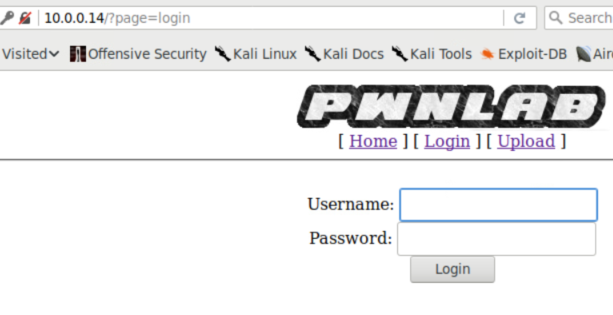 10.0.0.14/?page=login Search
Visited Offensive Security Kali Linux Kali Docs Kali Tools Exploit-DB Airc
PWNLAB
[ Home ] [ Login ] [ Upload ]
Username:
Password:
Login